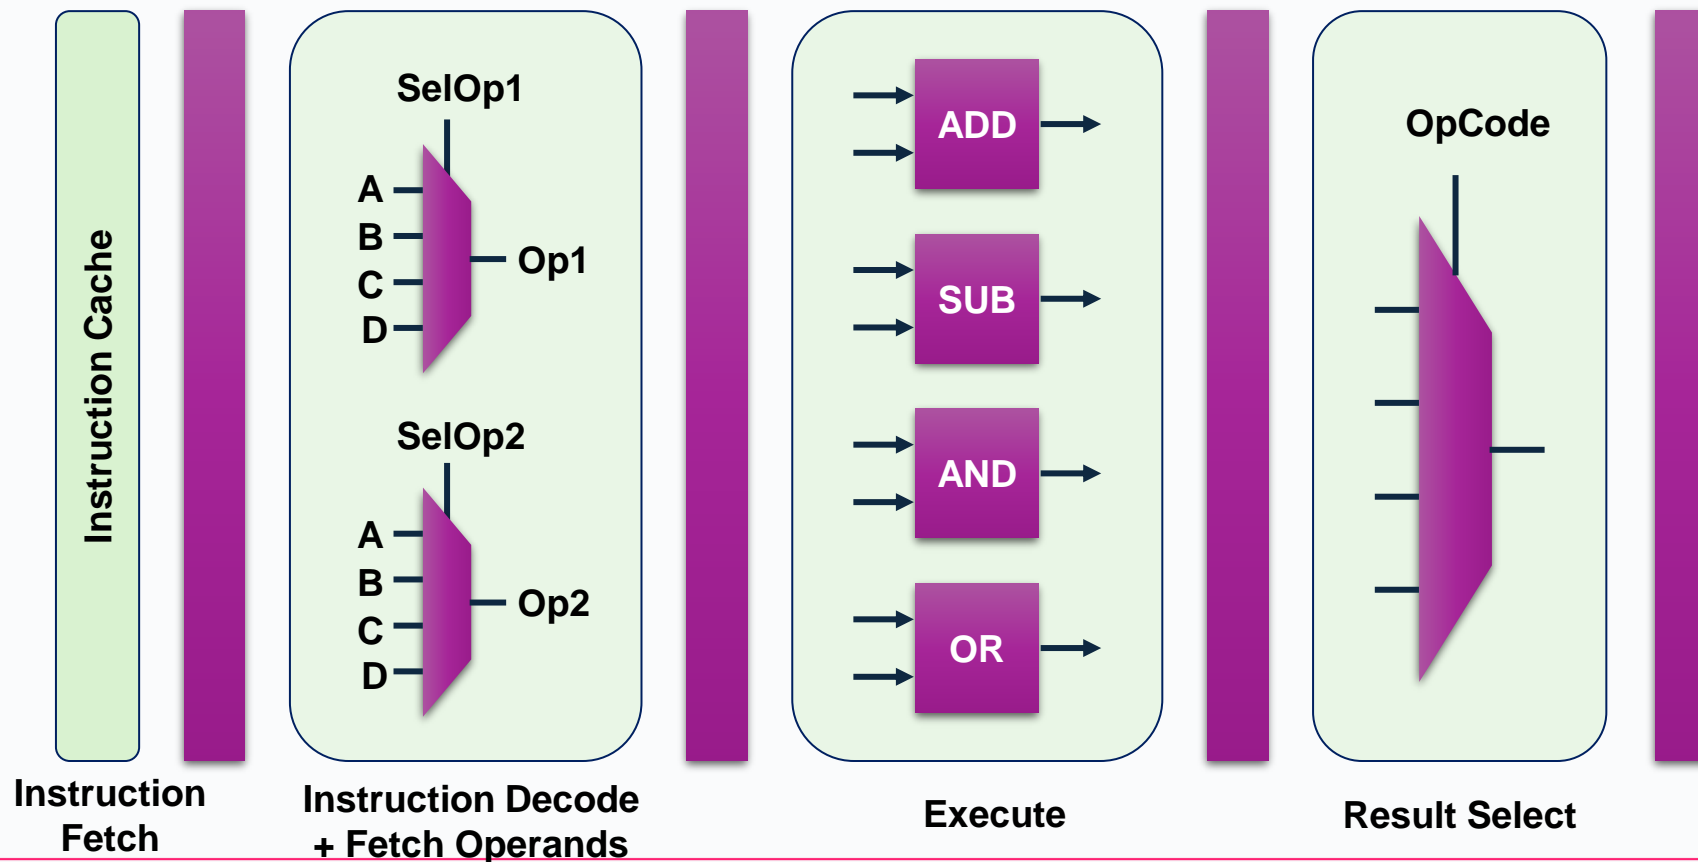 Instruction Cache
SelOp1
A
B
C
D
Op1
SelOp2
A
B
C
D
Op2
ADD
SUB
AND
OR
OpCode
Instruction
Fetch
Instruction Decode
+ Fetch Operands
Execute
Result Select